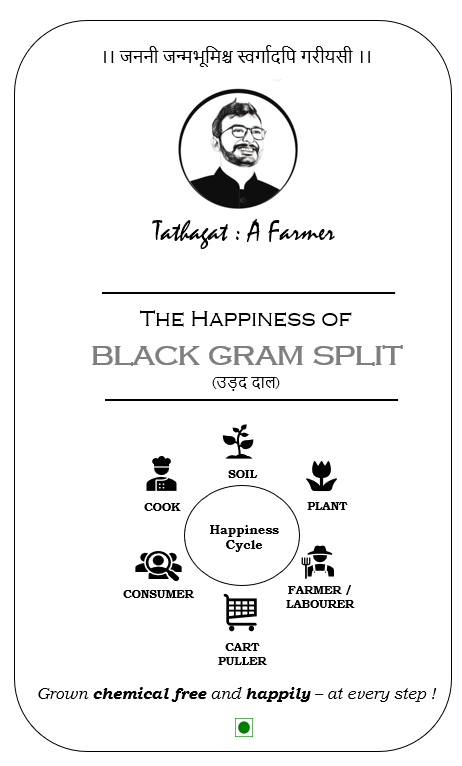 ।। जननी जन्मभूमिश्च स्वर्गादपि गरीयसी ।।
Tathagat : A Farmer
The Happiness of
BLACK GRAM SPLIT
(उड़द दाल)
SOIL
COOK
PLANT
Happiness
Cycle
CONSUMER
FARMER /
LABOURER
CART
PULLER
Grown chemical free and happily – at every step !